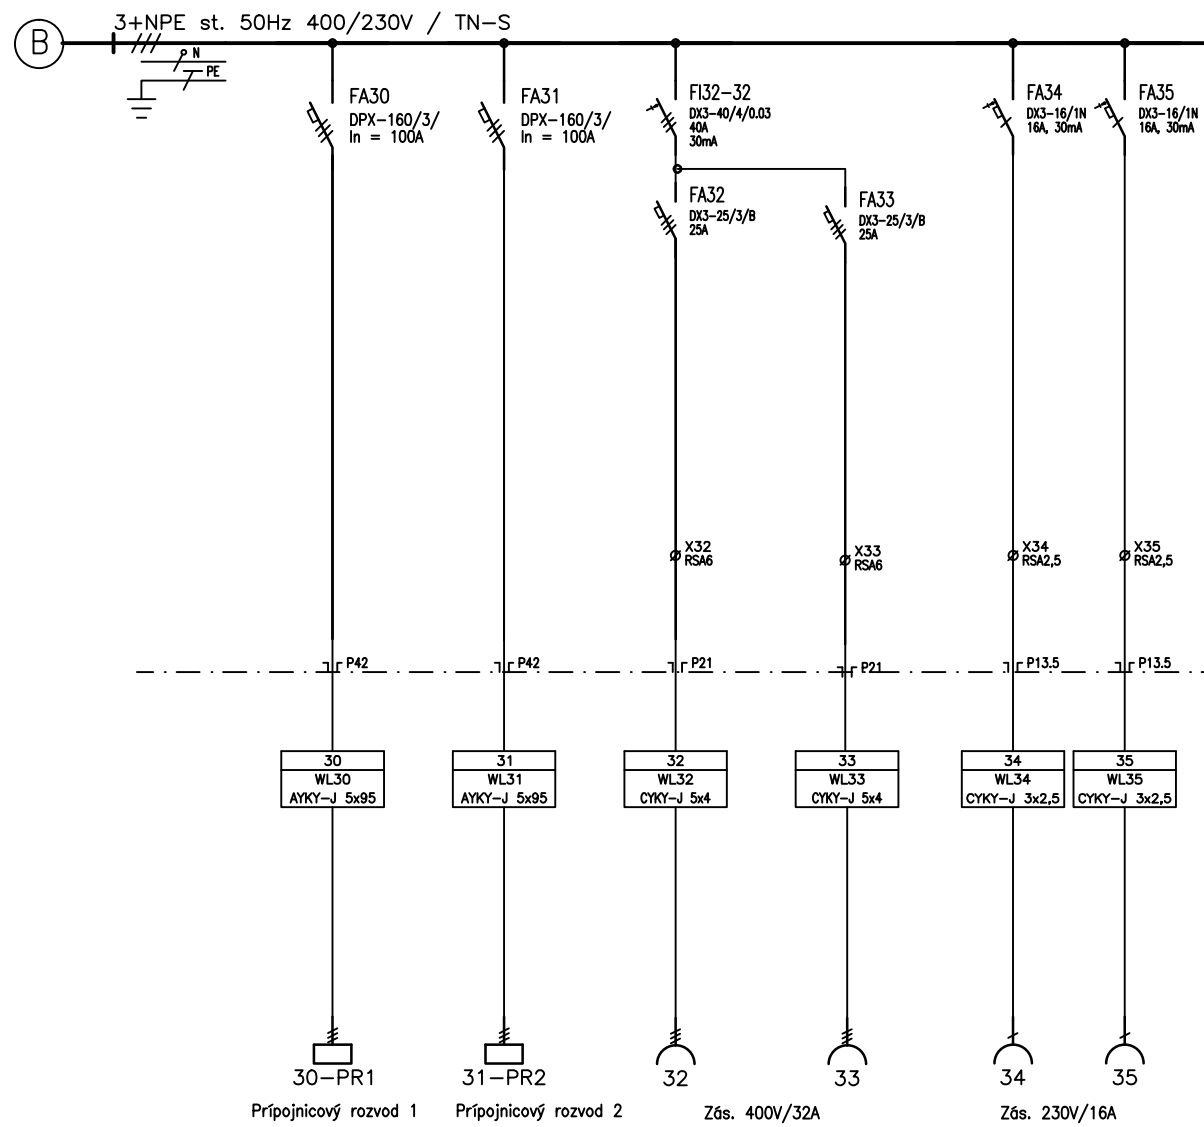 B
3+NPE st. 50Hz 400/230V / TN-S
N
PE
FA30
DPX-160/3/
In = 100A
FA31
DPX-160/3/
In = 100A
FI32-32
DX3-40/4/0.03
40A
30mA
FA34
DX3-16/1N
16A, 30mA
FA35
DX3-16/1N
16A, 30mA
FA32
DX3-25/3/B
25A
FA33
DX3-25/3/B
25A
X32
RSA6
X33
RSA6
X34
RSA2,5
X35
RSA2,5
P42
P42
P21
P21
P13.5
P13.5
30
WL30
AYKY-J 5x95
31
WL31
AYKY-J 5x95
32
WL32
CYKY-J 5x4
33
WL33
CYKY-J 5x4
34
WL34
CYKY-J 3x2,5
35
WL35
CYKY-J 3x2,5
30-PR1
31-PR2
32
33
34
35
Prípojnicový rozvod 1
Prípojnicový rozvod 2
Zás. 400V/32A
Zás. 230V/16A